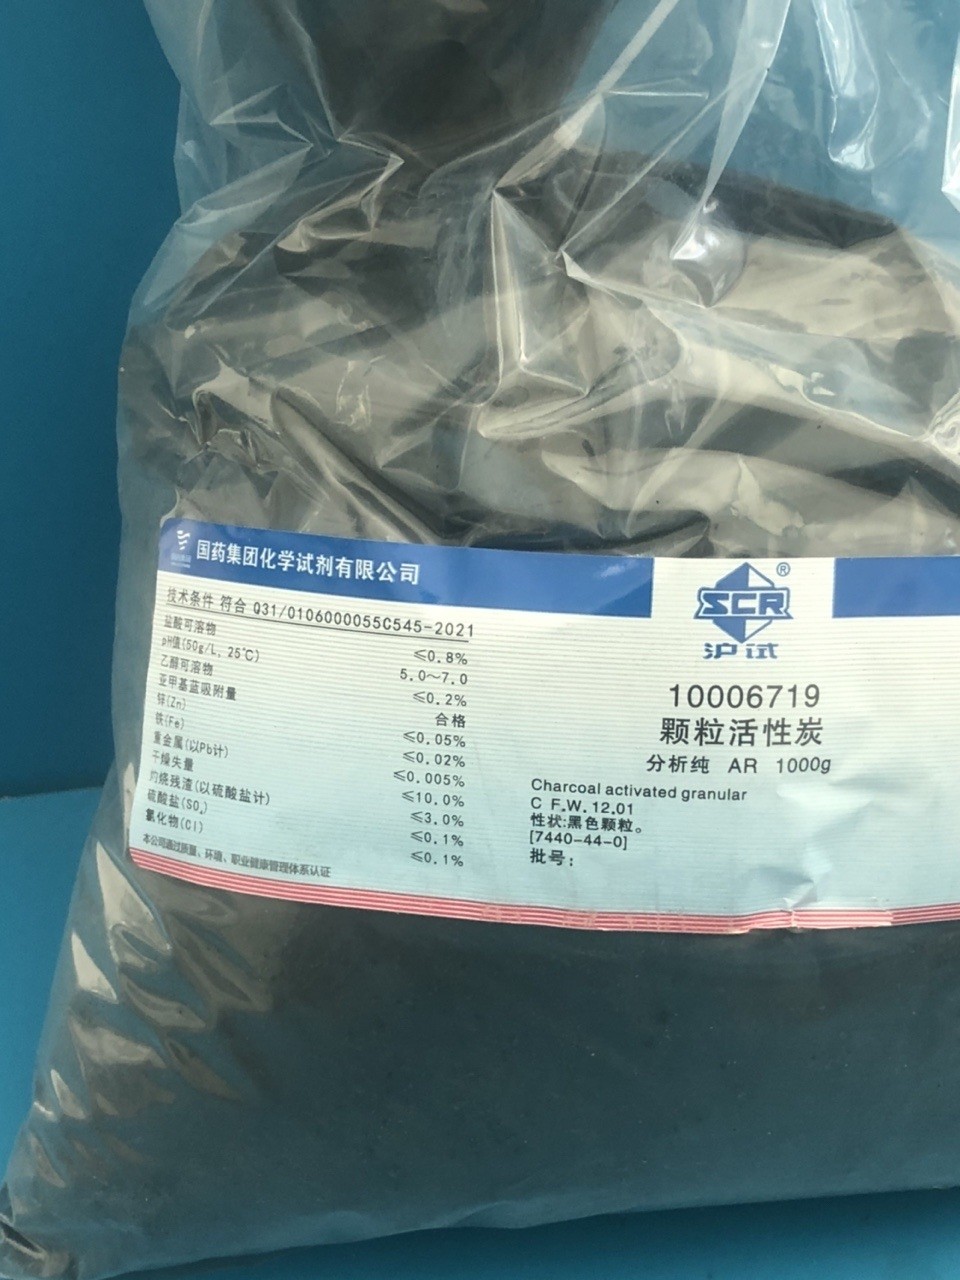 国药集团化学试剂有限公司
技术条件 符合 Q31/0106000055C545-2021
盐酸可溶物 ≤0.8%
pH值(50g/L, 25℃) 5.0～7.0
乙醇可溶物 ≤0.2%
亚甲基蓝吸附量 合格
锌(Zn) ≤0.05%
铁(Fe) ≤0.02%
重金属(以Pb计) ≤0.005%
干燥失量 ≤10.0%
灼烧残渣(以硫酸盐计) ≤3.0%
硫酸盐(SO₄) ≤0.1%
氯化物(Cl) ≤0.1%
本公司通过质量、环境、职业健康管理体系认证
SCR®
沪试
10006719
颗粒活性炭
分析纯 AR 1000g
Charcoal activated granular
C F.W. 12.01
性状:黑色颗粒。
[7440-44-0]
批号: